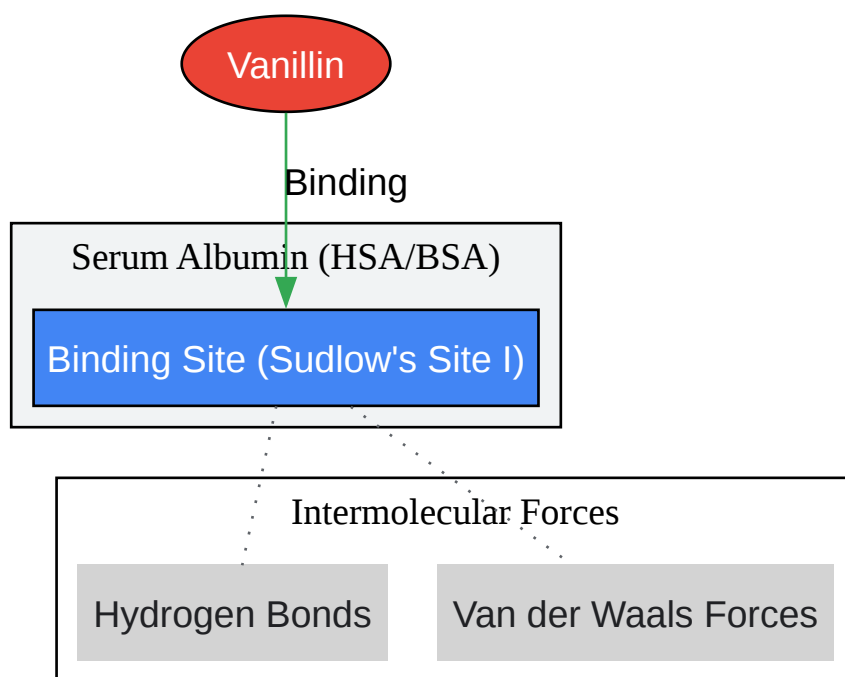 Vanillin
Binding
Serum Albumin (HSA/BSA)
Binding Site (Sudlow's Site I)
Intermolecular Forces
Hydrogen Bonds
Van der Waals Forces